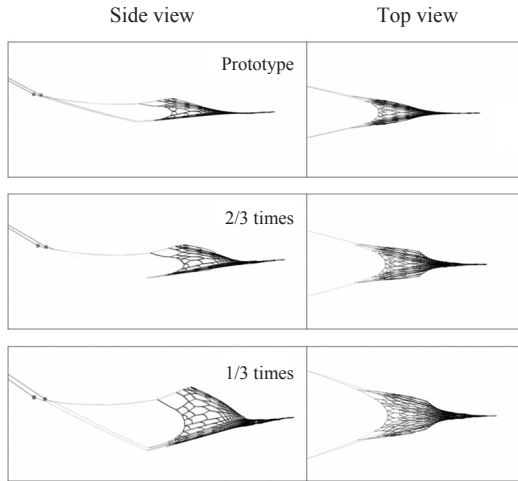 Side view
Top view
Prototype
2/3 times
1/3 times